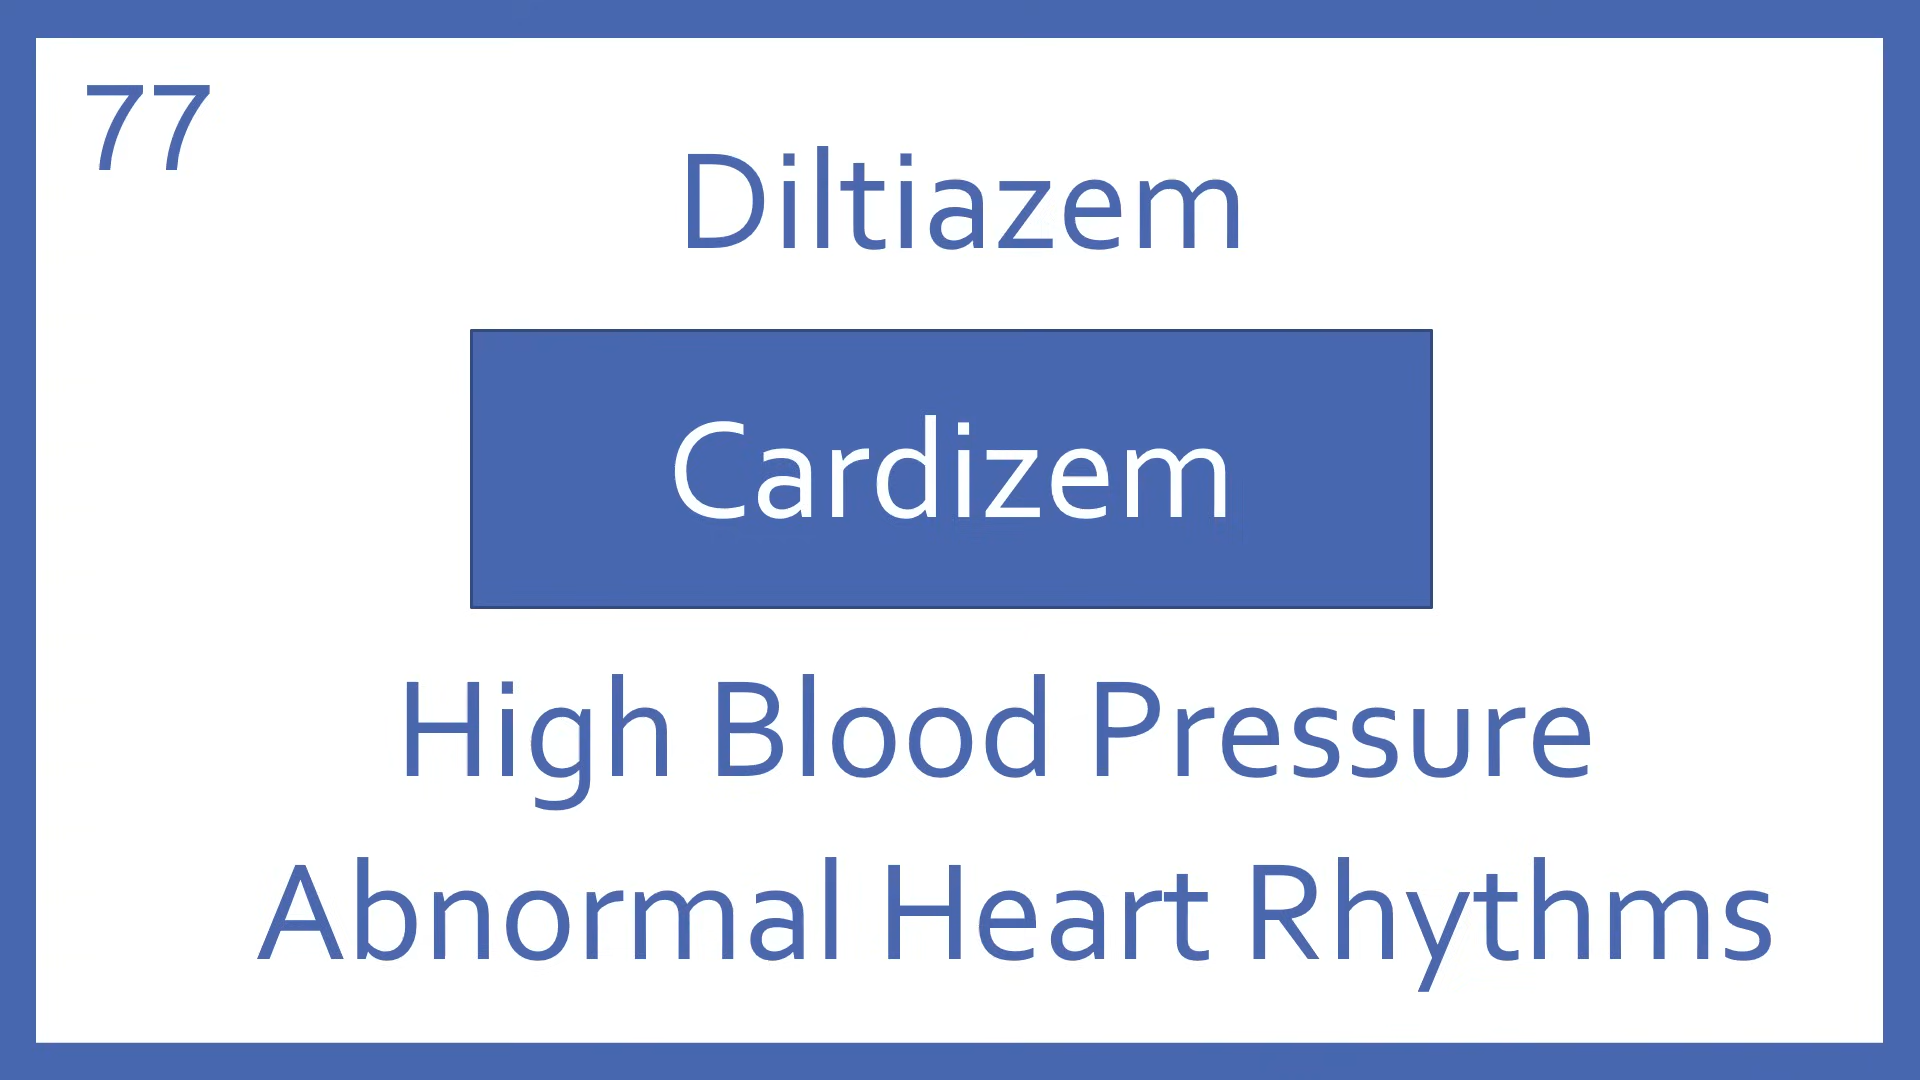 77
Diltiazem
Cardizem
High Blood Pressure
Abnormal Heart Rhythms